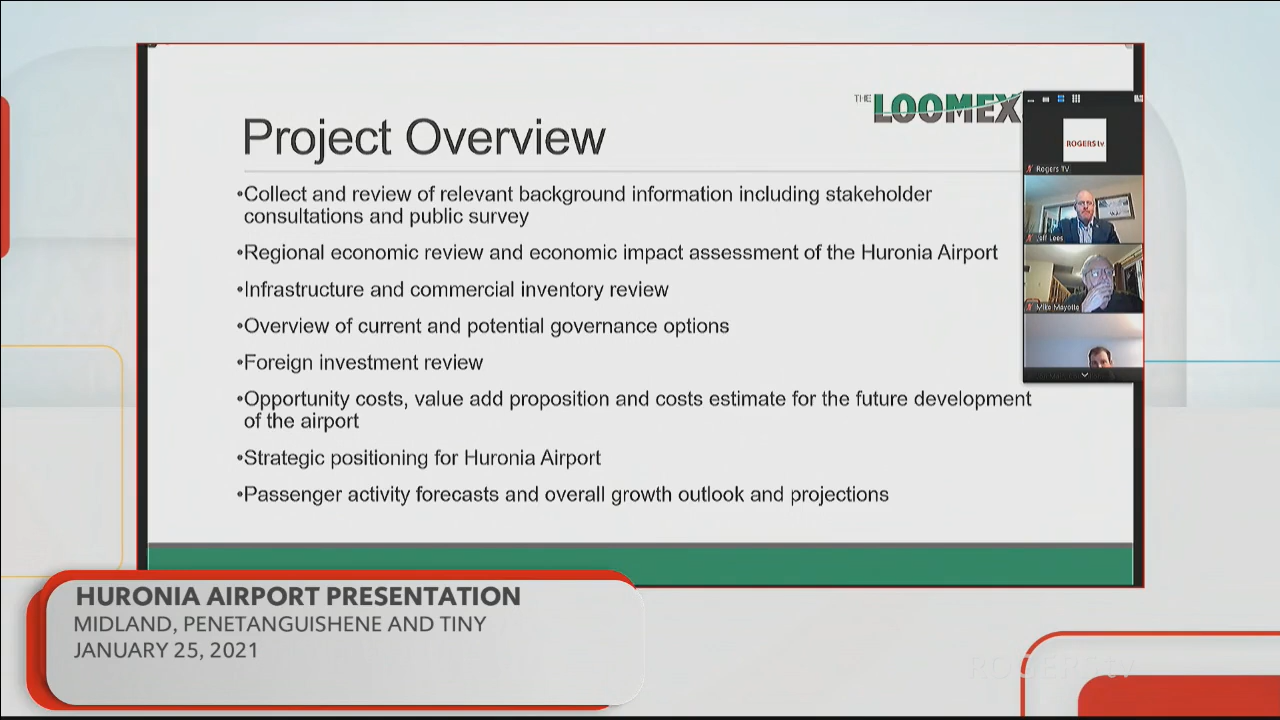 THE LOOMEX
Project Overview
•Collect and review of relevant background information including stakeholder
consultations and public survey
•Regional economic review and economic impact assessment of the Huronia Airport
•Infrastructure and commercial inventory review
•Overview of current and potential governance options
•Foreign investment review
•Opportunity costs, value add proposition and costs estimate for the future development
of the airport
•Strategic positioning for Huronia Airport
•Passenger activity forecasts and overall growth outlook and projections
ROGERS tv
Rogers TV
Jeff Lees
Mike Mayotte
HURONIA AIRPORT PRESENTATION
MIDLAND, PENETANGUISHENE AND TINY
JANUARY 25, 2021
ROGERS tv